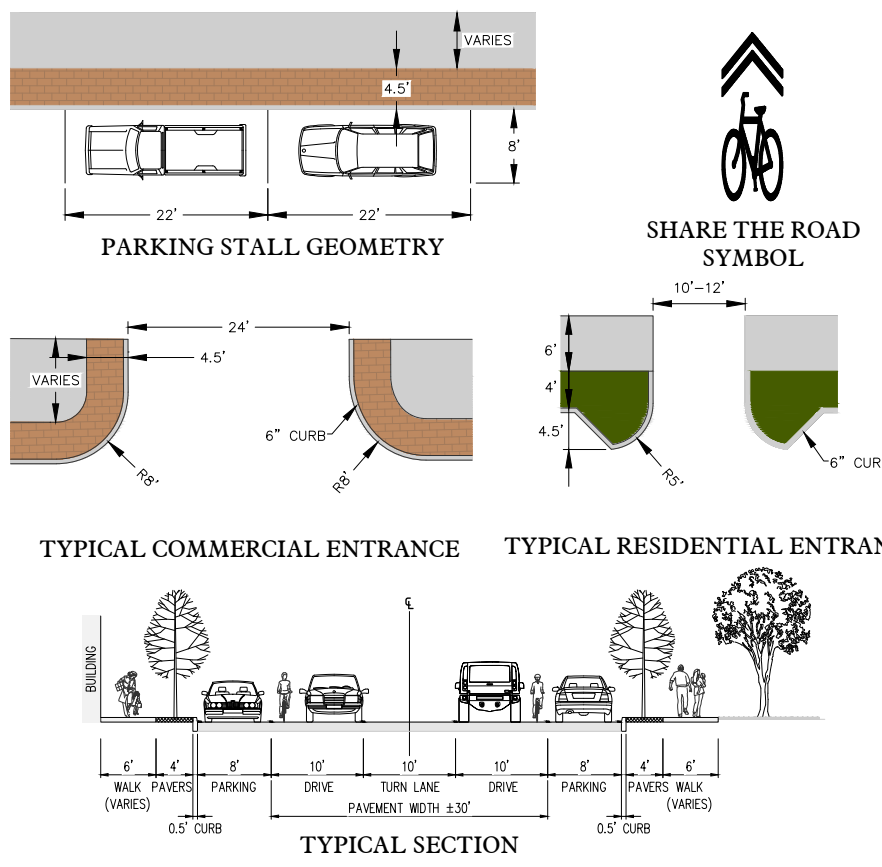 VARIES
4.5'
8'
22' 22'
PARKING STALL GEOMETRY
SHARE THE ROAD
SYMBOL
24'
4.5'
VARIES
6" CURB
R8'
R8'
TYPICAL COMMERCIAL ENTRANCE
10'-12'
6'
4'
4.5'
R5'
6" CUR
TYPICAL RESIDENTIAL ENTRAN
℄
BUILDING
6' 4' 8' 10' 10' 10' 8' 4' 6'
WALK PAVERS PARKING DRIVE TURN LANE DRIVE PARKING PAVERS WALK
(VARIES) (VARIES)
PAVEMENT WIDTH ±30'
0.5' CURB 0.5' CURB
TYPICAL SECTION